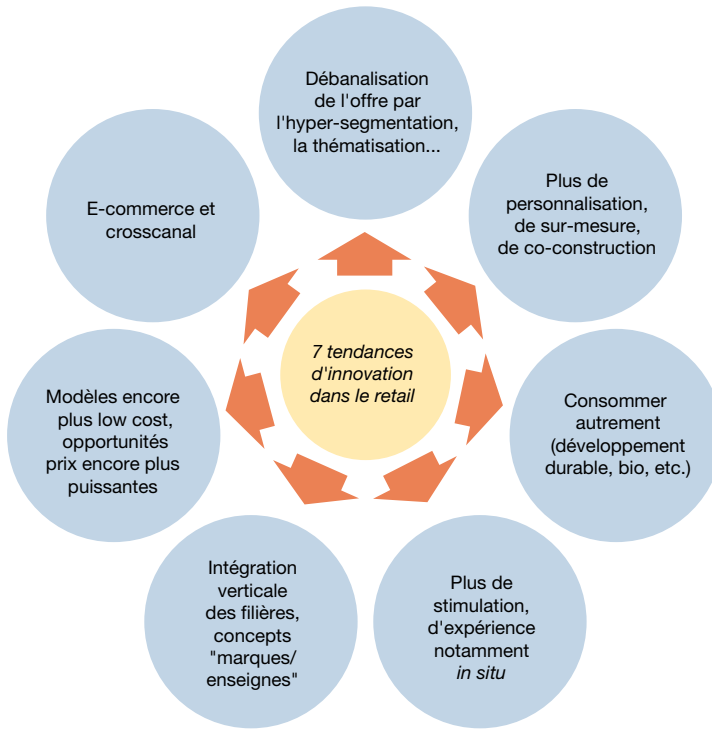 Débanalisation
de l'offre par
l'hyper-segmentation,
la thématisation...
Plus de
personnalisation,
de sur-mesure,
de co-construction
E-commerce et
crosscanal
7 tendances
d'innovation
dans le retail
Consommer
autrement
(développement
durable, bio, etc.)
Modèles encore
plus low cost,
opportunités
prix encore plus
puissantes
Intégration
verticale
des filières,
concepts
"marques/
enseignes"
Plus de
stimulation,
d'expérience
notamment
in situ